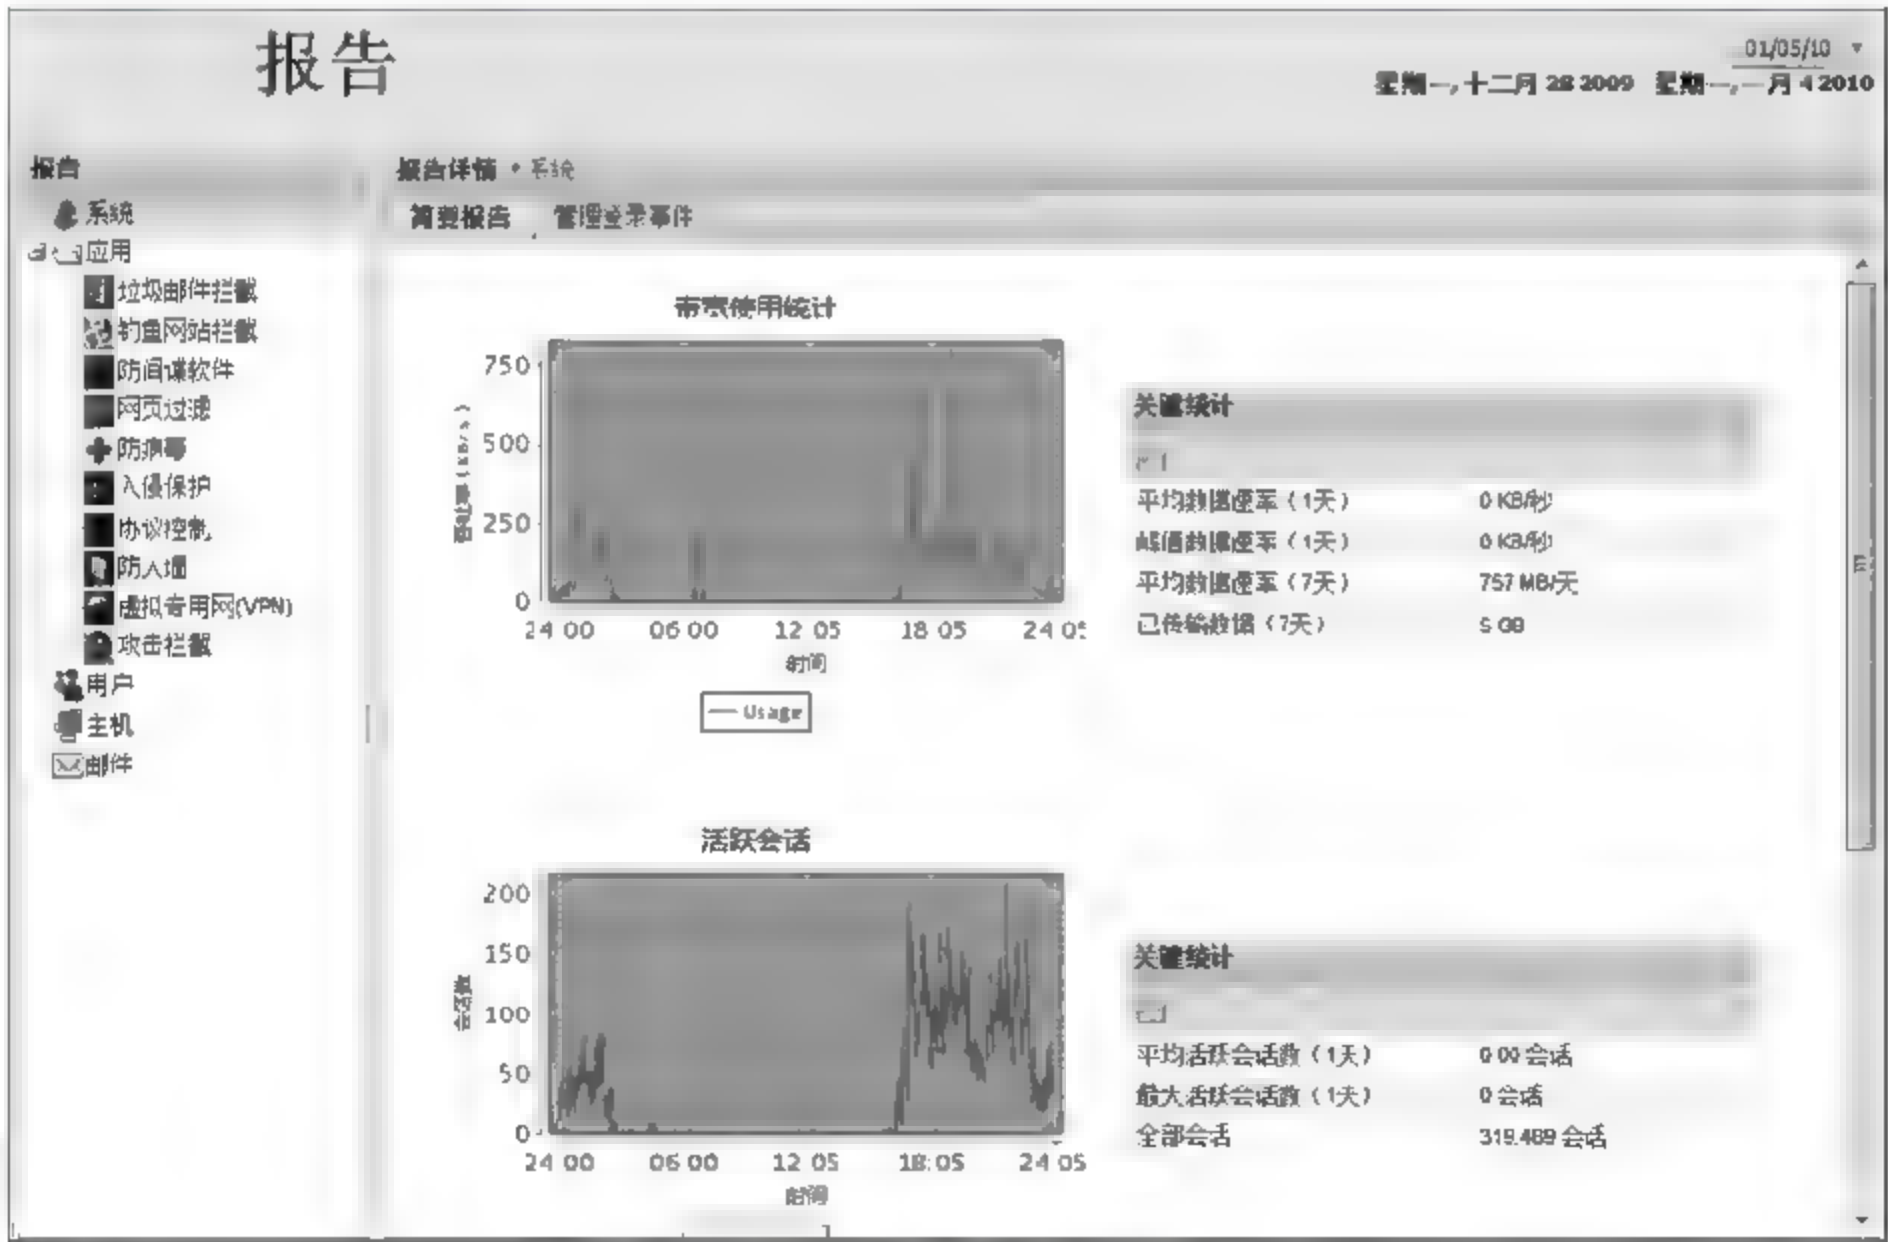 报告
01/05/10
星期一, 十二月 28 2009 星期一, 一月 4 2010
报告
系统
应用
垃圾邮件拦截
钓鱼网站拦截
防间谍软件
网页过滤
防病毒
入侵保护
协议控制
防火墙
虚拟专用网(VPN)
攻击拦截
用户
主机
邮件
报告详情 • 系统
简要报告 管理登录事件
带宽使用统计
750
500
250
0
24 00 06 00 12 05 18 05 24 05
时间
Usage
关键统计
平均数据速率（1天） 0 KB/秒
峰值数据速率（1天） 0 KB/秒
平均数据速率（7天） 757 MB/天
已传输数据（7天） 5 GB
活跃会话
会话数
200
150
100
50
0
24 00 06 00 12 05 18:05 24 05
时间
关键统计
平均活跃会话数（1天） 0.00 会话
最大活跃会话数（1天） 0 会话
全部会话 319,489 会话